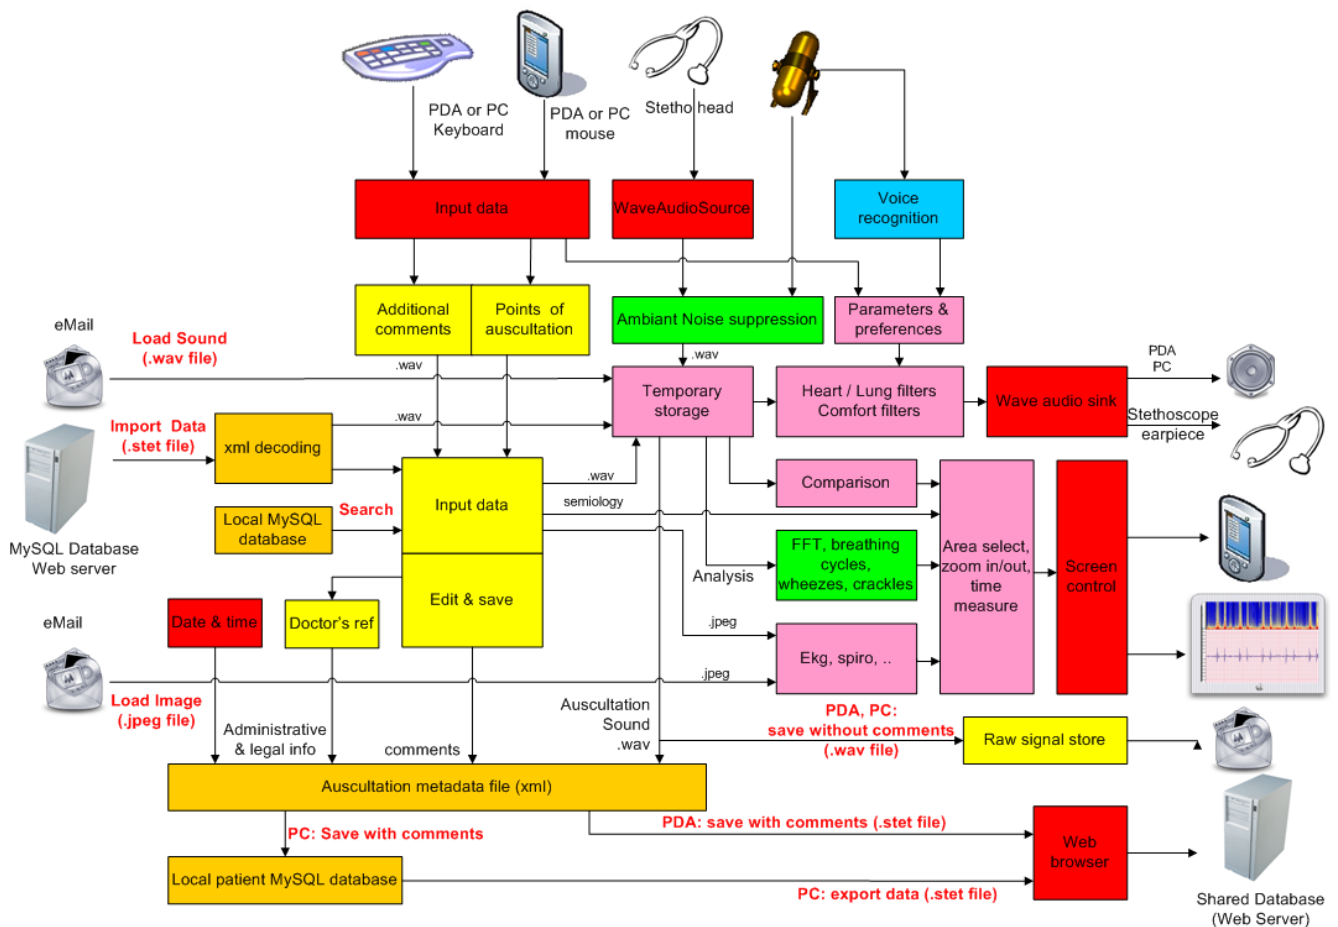 PDA or PC
Keyboard
PDA or PC
mouse
Stetho head
Input data
WaveAudioSource
Voice
recognition
Additional
comments
Points of
auscultation
Ambiant Noise suppression
Parameters &
preferences
eMail
Load Sound
(.wav file)
.wav
.wav
Temporary
storage
Heart / Lung filters
Comfort filters
Wave audio sink
PDA
PC
Stethoscope
earpiece
Import Data
(.stet file)
xml decoding
.wav
Input data
.wav
semiology
Comparison
Search
Local MySQL
database
MySQL Database
Web server
FFT, breathing
cycles,
wheezes, crackles
Analysis
Area select,
zoom in/out,
time
measure
Screen
control
Edit & save
Date & time
Doctor's ref
eMail
.jpeg
Ekg, spiro, ..
.jpeg
Load Image
(.jpeg file)
Administrative
& legal info
comments
Auscultation
Sound
.wav
PDA, PC:
save without comments
(.wav file)
Raw signal store
Auscultation metadata file (xml)
PC: Save with comments
PDA: save with comments (.stet file)
Web
browser
Local patient MySQL database
PC: export data (.stet file)
Shared Database
(Web Server)